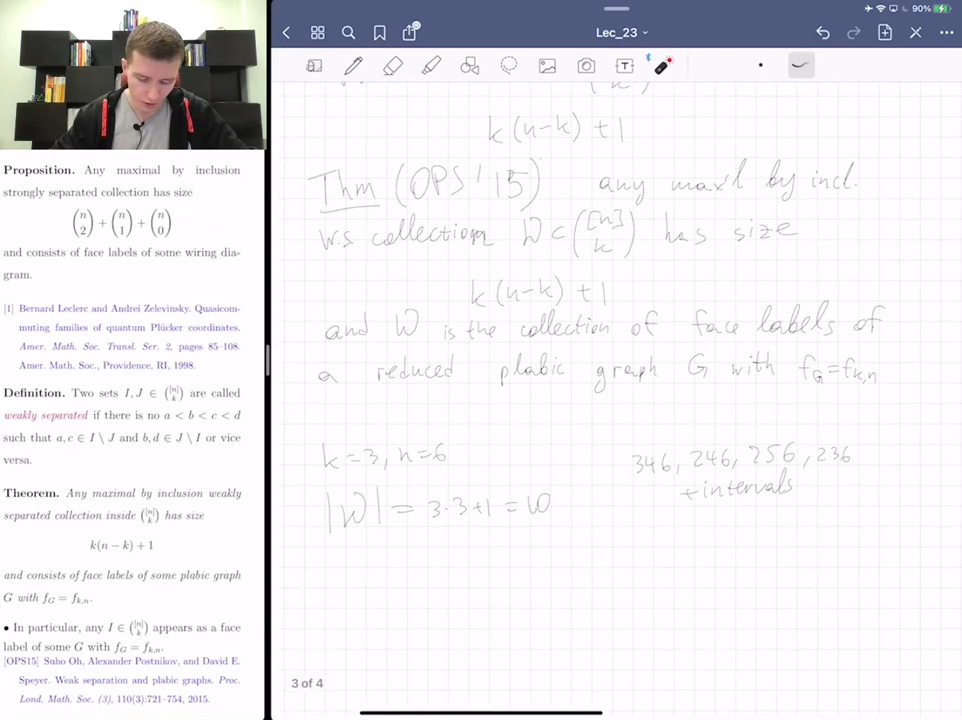 90%
Lec_23
Proposition. Any maximal by inclusion
strongly separated collection has size
(n 2) + (n 1) + (n 0)
and consists of face labels of some wiring dia-
gram.
[1] Bernard Leclerc and Andrei Zelevinsky. Quasicom-
muting families of quantum Plücker coordinates.
Amer. Math. Soc. Transl. Ser. 2, pages 85–108.
Amer. Math. Soc., Providence, RI, 1998.
Definition. Two sets I, J ∈ ([n] k) are called
weakly separated if there is no a < b < c < d
such that a, c ∈ I \ J and b, d ∈ J \ I or vice
versa.
Theorem. Any maximal by inclusion weakly
separated collection inside ([n] k) has size
k(n − k) + 1
and consists of face labels of some plabic graph
G with f_G = f_{k,n}.
• In particular, any I ∈ ([n] k) appears as a face
label of some G with f_G = f_{k,n}.
[OPS15] Suho Oh, Alexander Postnikov, and David E.
Speyer. Weak separation and plabic graphs. Proc.
Lond. Math. Soc. (3), 110(3):721–754, 2015.
k(n-k)+1
Thm (OPS'15) any max'l by incl.
w.s collection W ⊂ ([n] k) has size
k(n-k)+1
and W is the collection of face labels of
a reduced plabic graph G with f_G=f_{k,n}
k=3, n=6
346, 246, 256, 236
+intervals
|W| = 3·3+1 = 10
3 of 4